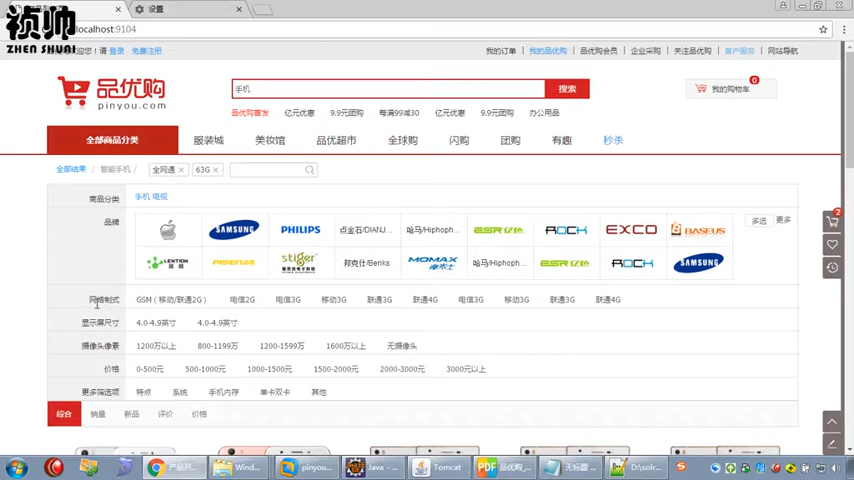 祯帅
ZHEN SHUAI
设置
localhost:9104
您！请 登录 免费注册
我的订单 我的品优购 品优购会员 企业采购 关注品优购 客户服务 网站导航
品优购
pinyou.com
手机
搜索
我的购物车
0
品优购首发 亿元优惠 9.9元团购 每满99减30 亿元优惠 9.9元团购 办公用品
全部商品分类 服装城 美妆馆 品优超市 全球购 闪购 团购 有趣 秒杀
全部结果 / 智能手机 / 全网通 × 63G ×
商品分类 手机 电视
品牌
SAMSUNG PHILIPS 点金石/DIANJ... 哈马/Hiphoph... ESR亿色 ROCK EXCO BASEUS
多选 更多
2
LENTION PISEN stiger 邦克仕/Benks MOMAX 摩米士 哈马/Hiphop... ESR亿色 ROCK SAMSUNG
网络制式 GSM（移动/联通2G） 电信2G 电信3G 移动3G 联通3G 联通4G 电信3G 移动3G 联通3G 联通4G
显示屏尺寸 4.0-4.9英寸 4.0-4.9英寸
摄像头像素 1200万以上 800-1199万 1200-1599万 1600万以上 无摄像头
价格 0-500元 500-1000元 1000-1500元 1500-2000元 2000-3000元 3000元以上
更多筛选项 特点 系统 手机内存 单卡双卡 其他
综合 销量 新品 评价 价格
产品列... Wind... pinyou... Java - ... Tomcat 品优购_... 无标题 D:\solr...